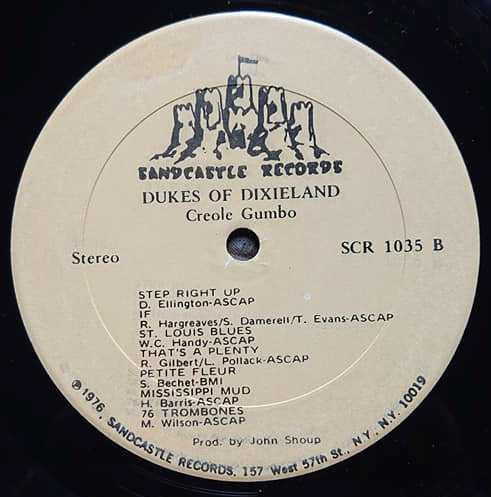 SANDCASTLE RECORDS
DUKES OF DIXIELAND
Creole Gumbo
Stereo
SCR 1035 B
STEP RIGHT UP
D. Ellington-ASCAP
IF
R. Hargreaves/S. Damerell/T. Evans-ASCAP
ST. LOUIS BLUES
W.C. Handy-ASCAP
THAT'S A PLENTY
R. Gilbert/L. Pollack-ASCAP
PETITE FLEUR
S. Bechet-BMI
MISSISSIPPI MUD
H. Barris-ASCAP
76 TROMBONES
M. Wilson-ASCAP
Prod. by John Shoup
℗ 1976, SANDCASTLE RECORDS, 157 West 57th St., N.Y., N.Y. 10019